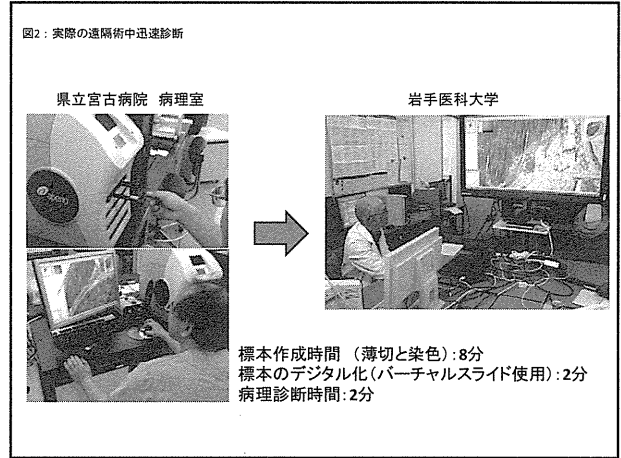 図2：実際の遠隔術中迅速診断
県立宮古病院　病理室
岩手医科大学
標本作成時間　（薄切と染色）：8分
標本のデジタル化（バーチャルスライド使用）：2分
病理診断時間：2分